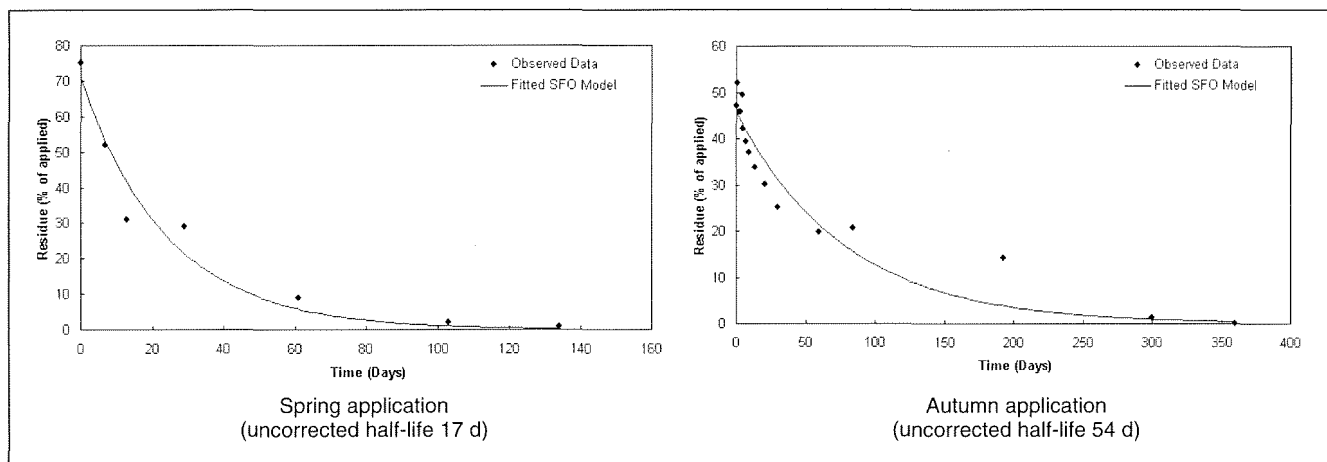 80
70
60
50
40
30
20
10
0
Residue (% of applied)
◆ Observed Data
— Fitted SFO Model
0 20 40 60 80 100 120 140 160
Time (Days)
Spring application
(uncorrected half-life 17 d)
60
50
40
30
20
10
0
Residue (% of applied)
◆ Observed Data
— Fitted SFO Model
0 50 100 150 200 250 300 350 400
Time (Days)
Autumn application
(uncorrected half-life 54 d)